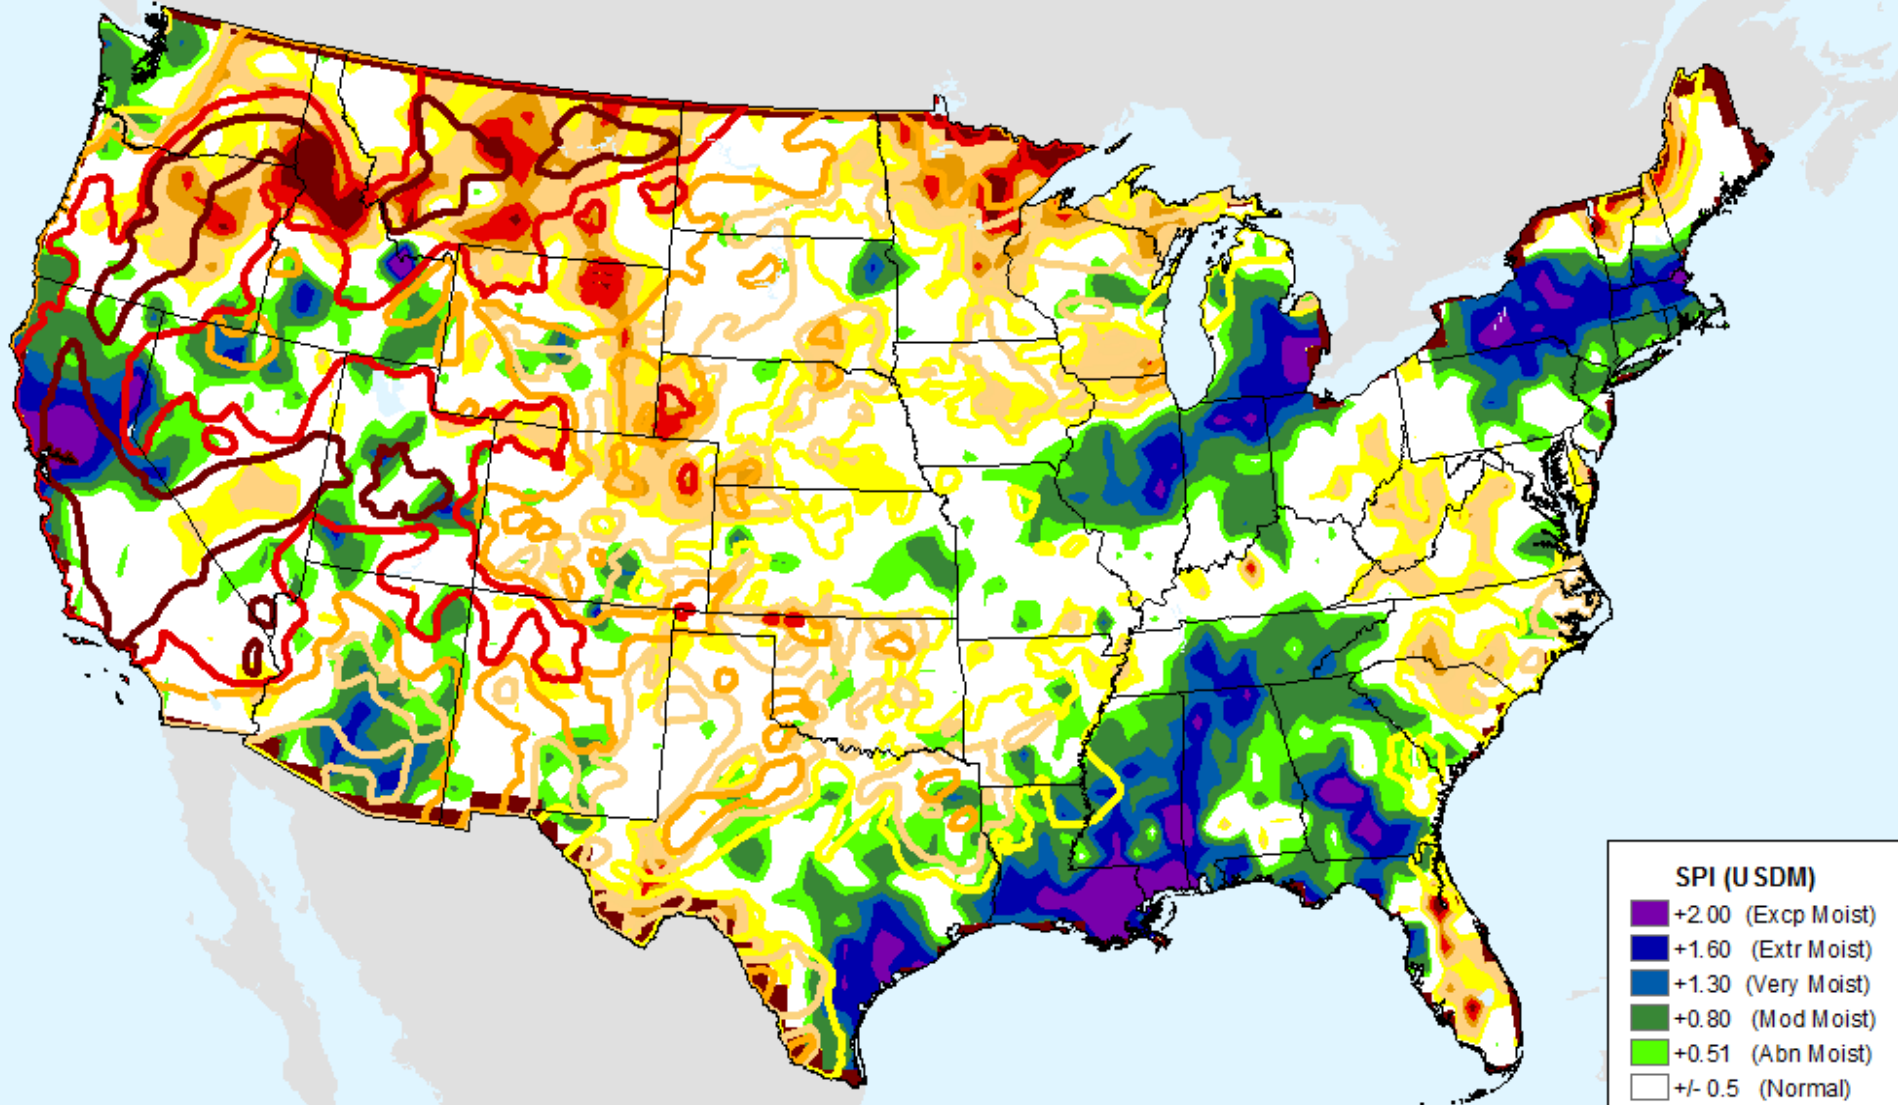 SPI (USDM)
+2.00 (Excp Moist)
+1.60 (Extr Moist)
+1.30 (Very Moist)
+0.80 (Mod Moist)
+0.51 (Abn Moist)
+/- 0.5 (Normal)